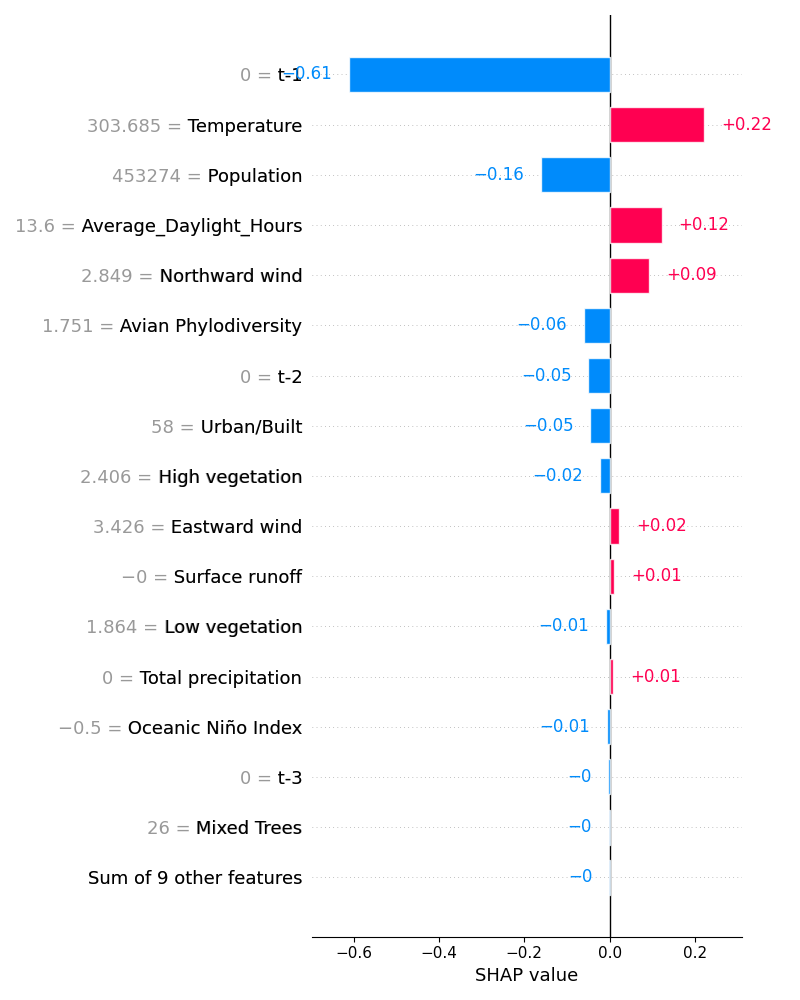 0 = t-1 −0.61
303.685 = Temperature +0.22
453274 = Population −0.16
13.6 = Average_Daylight_Hours +0.12
2.849 = Northward wind +0.09
1.751 = Avian Phylodiversity −0.06
0 = t-2 −0.05
58 = Urban/Built −0.05
2.406 = High vegetation −0.02
3.426 = Eastward wind +0.02
−0 = Surface runoff +0.01
1.864 = Low vegetation −0.01
0 = Total precipitation +0.01
−0.5 = Oceanic Niño Index −0.01
0 = t-3 −0
26 = Mixed Trees −0
Sum of 9 other features −0
−0.6 −0.4 −0.2 0.0 0.2
SHAP value